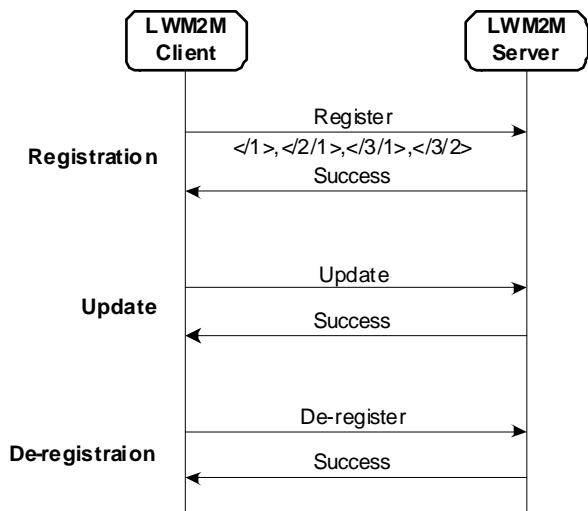 LWM2M
Client
LWM2M
Server
Register
</1>,</2/1>,</3/1>,</3/2>
Registration
Success
Update
Update
Success
De-register
De-registraion
Success